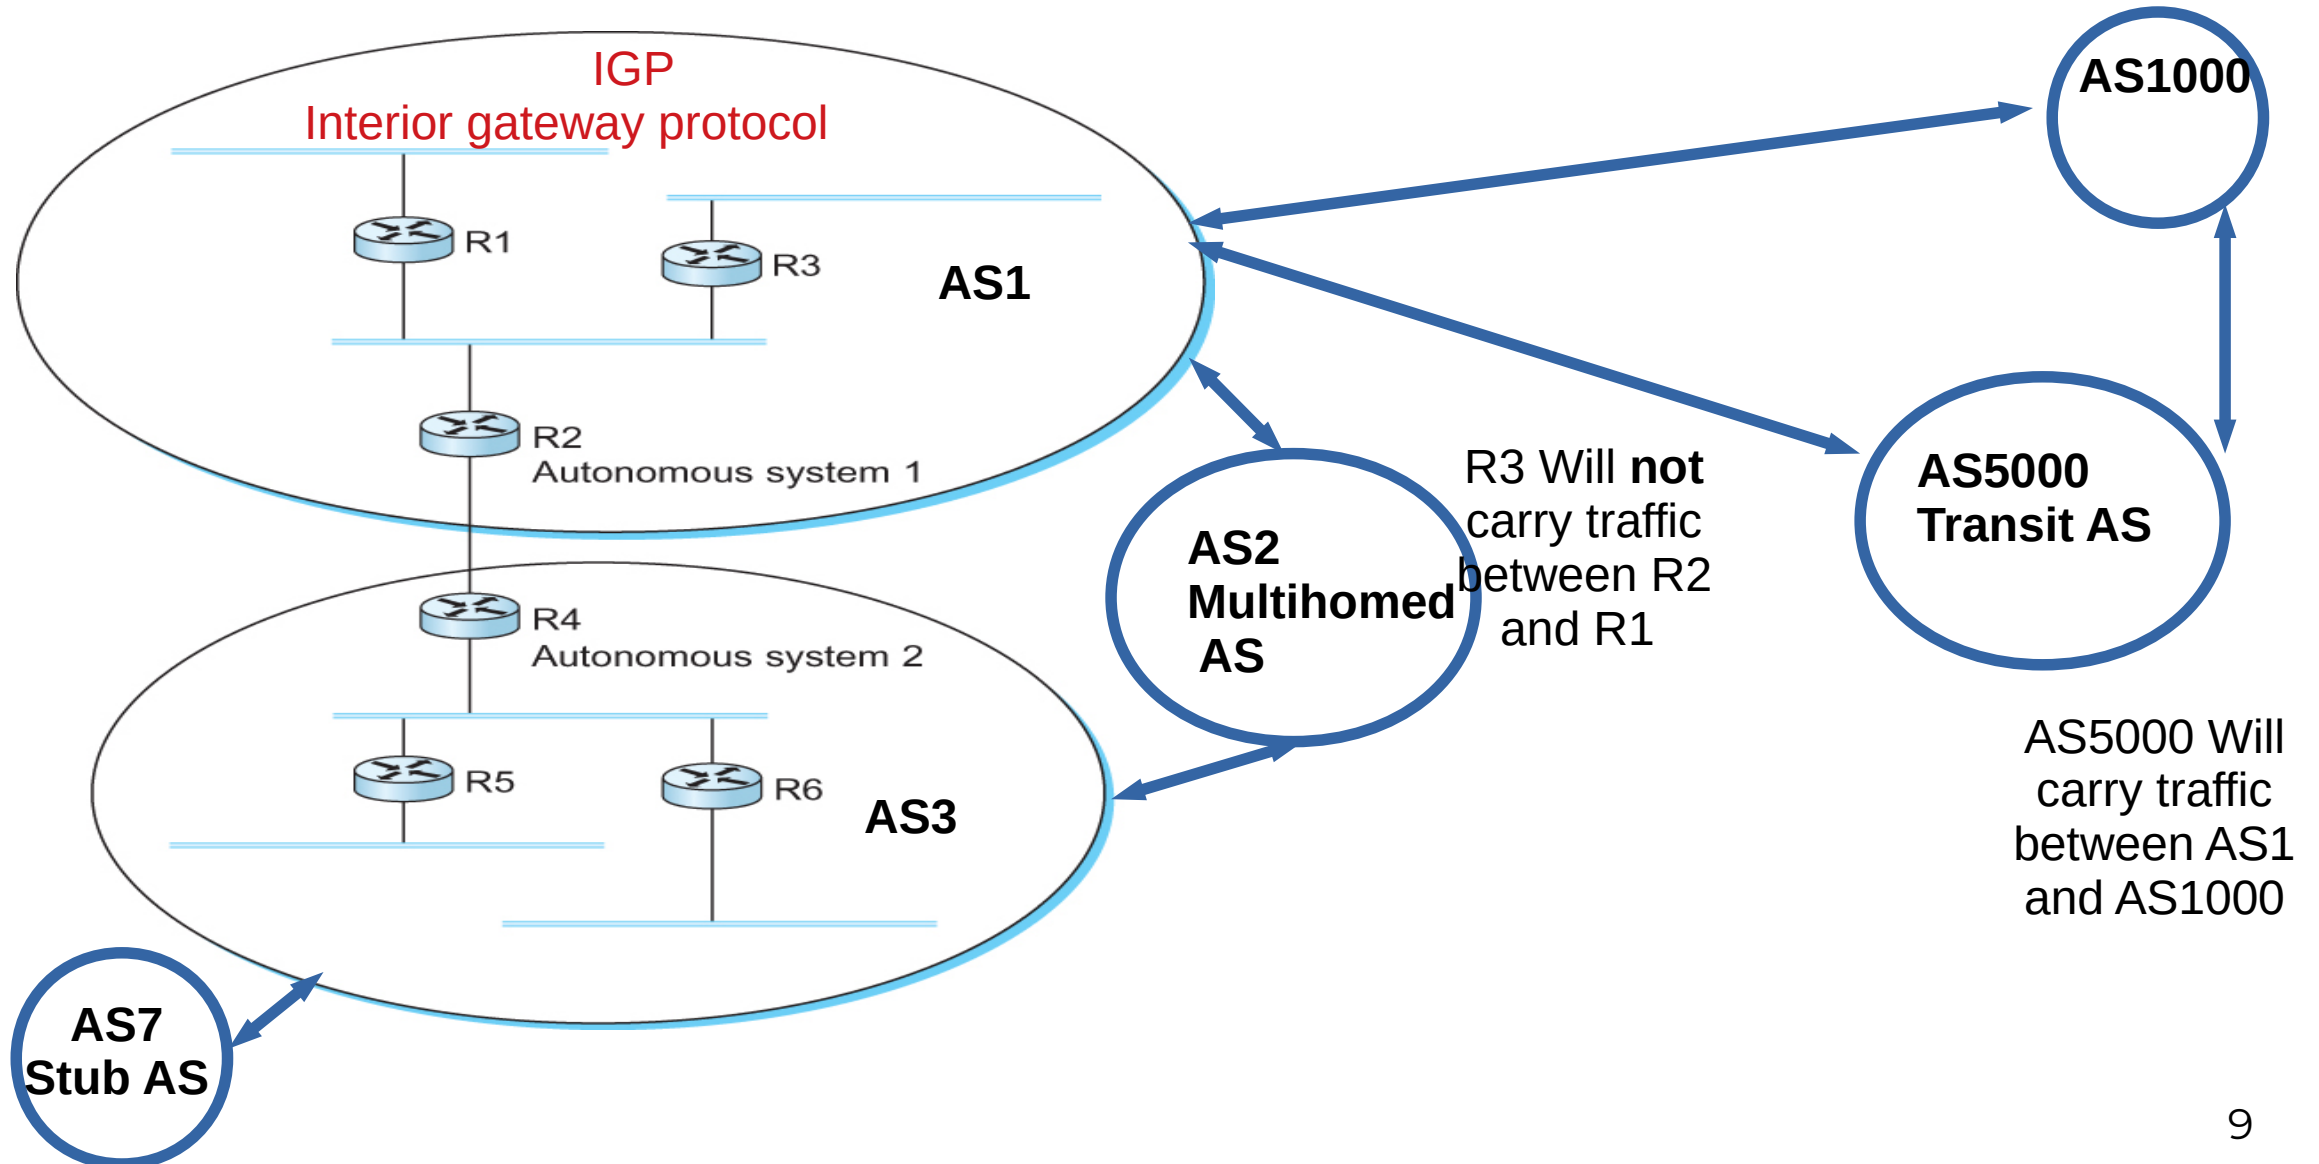 IGP
Interior gateway protocol
R1
R3
AS1
R2
Autonomous system 1
R4
Autonomous system 2
R5
R6
AS3
AS7
Stub AS
AS2
Multihomed
AS
R3 Will not
carry traffic
between R2
and R1
AS1000
AS5000
Transit AS
AS5000 Will
carry traffic
between AS1
and AS1000
9